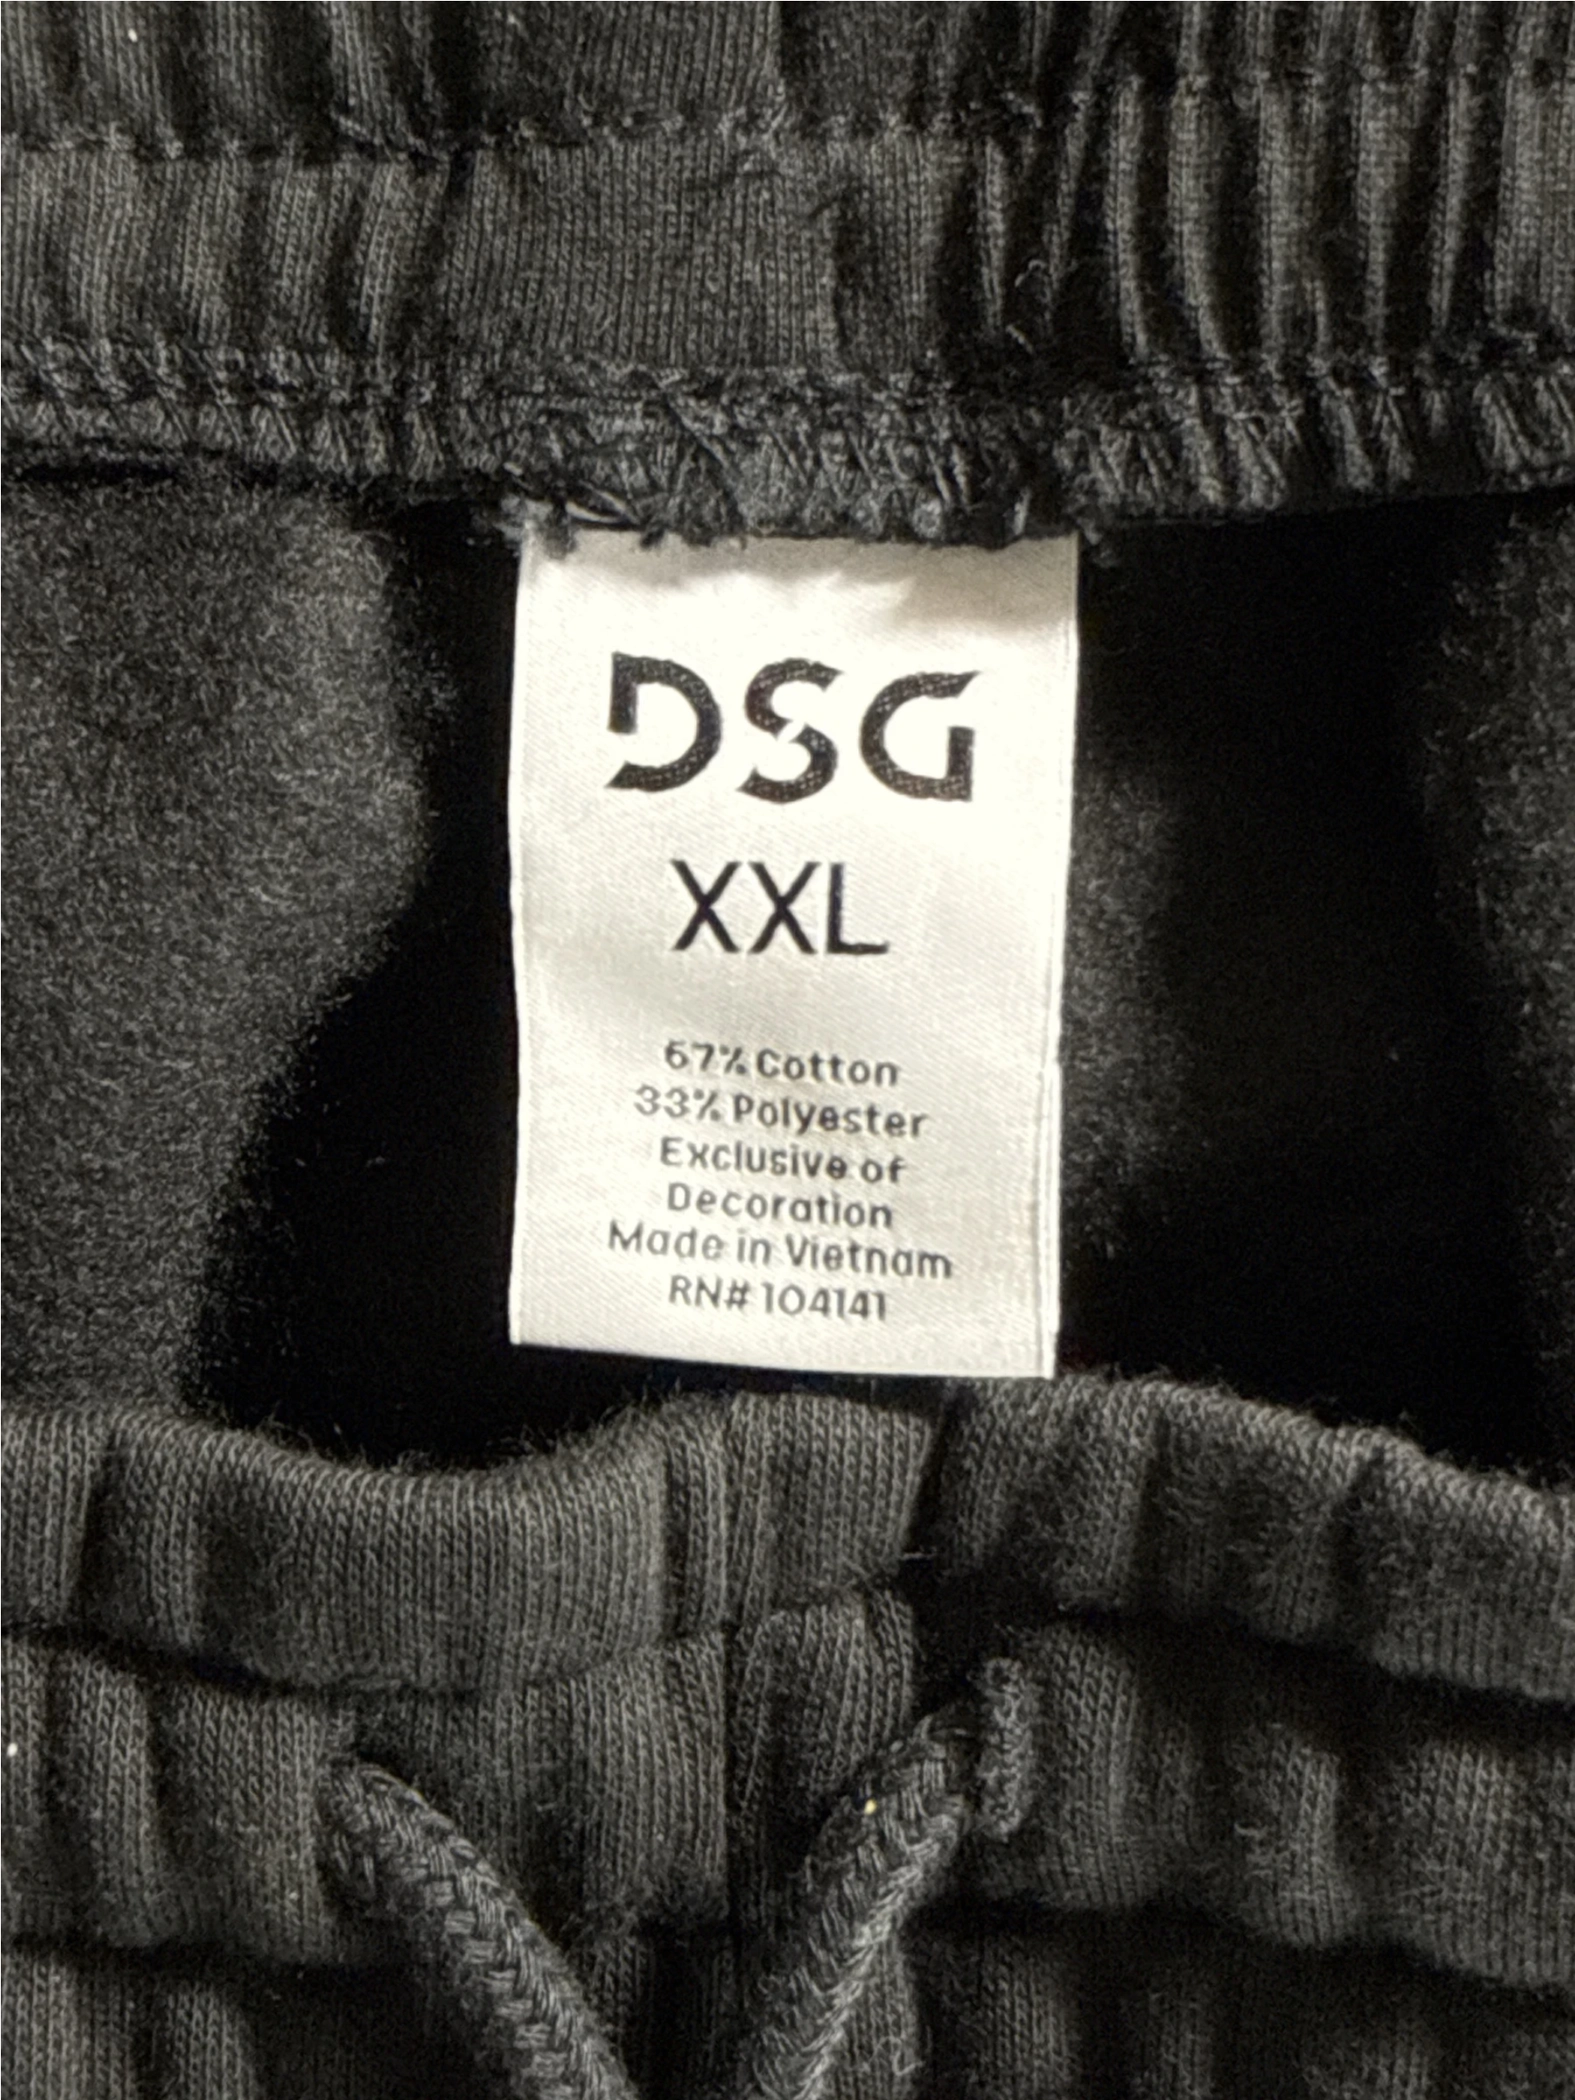 DSG
XXL
67% Cotton
33% Polyester
Exclusive of
Decoration
Made in Vietnam
RN# 104141